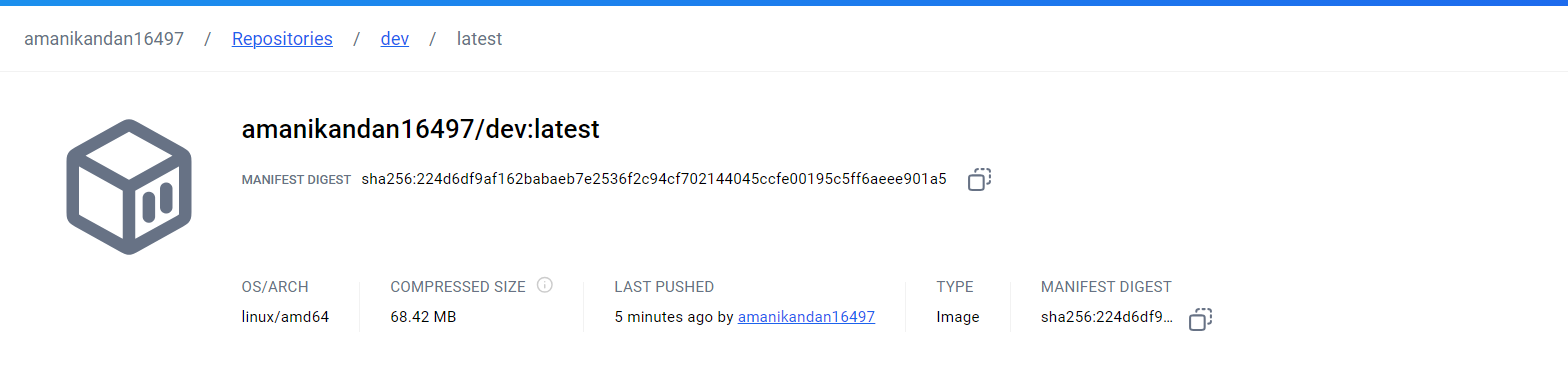 amanikandan16497 / Repositories / dev / latest
amanikandan16497/dev:latest
MANIFEST DIGEST sha256:224d6df9af162babaeb7e2536f2c94cf702144045ccfe00195c5ff6aeee901a5
OS/ARCH COMPRESSED SIZE LAST PUSHED TYPE MANIFEST DIGEST
linux/amd64 68.42 MB 5 minutes ago by amanikandan16497 Image sha256:224d6df9...